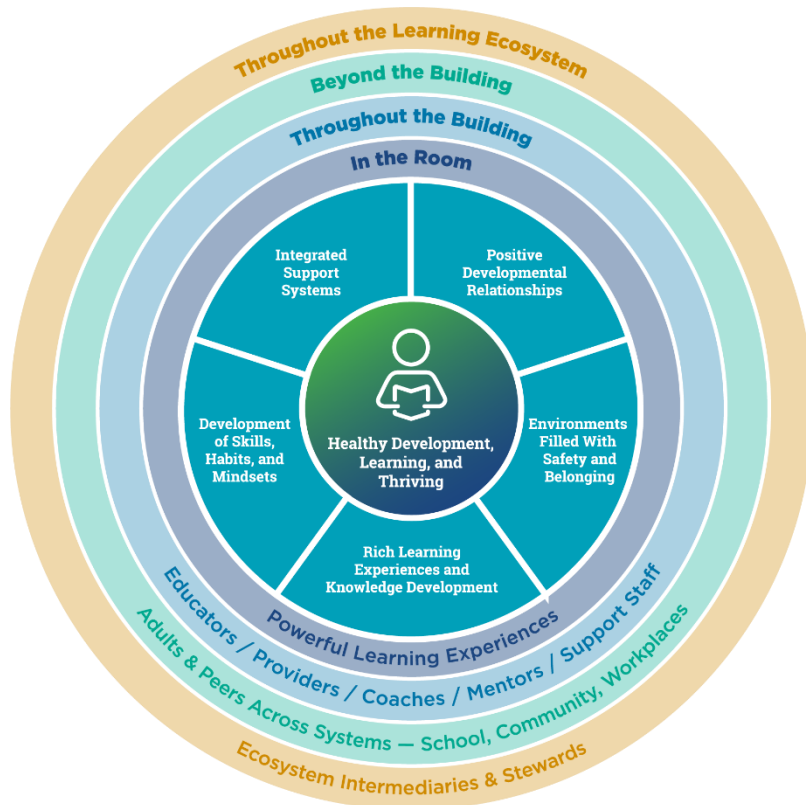 Throughout the Learning Ecosystem
Beyond the Building
Throughout the Building
In the Room
Integrated
Support
Systems
Positive
Developmental
Relationships
Development
of Skills,
Habits, and
Mindsets
Healthy Development,
Learning, and
Thriving
Environments
Filled With
Safety and
Belonging
Rich Learning
Experiences and
Knowledge Development
Powerful Learning Experiences
Educators / Providers / Coaches / Mentors / Support Staff
Adults & Peers Across Systems — School, Community, Workplaces
Ecosystem Intermediaries & Stewards